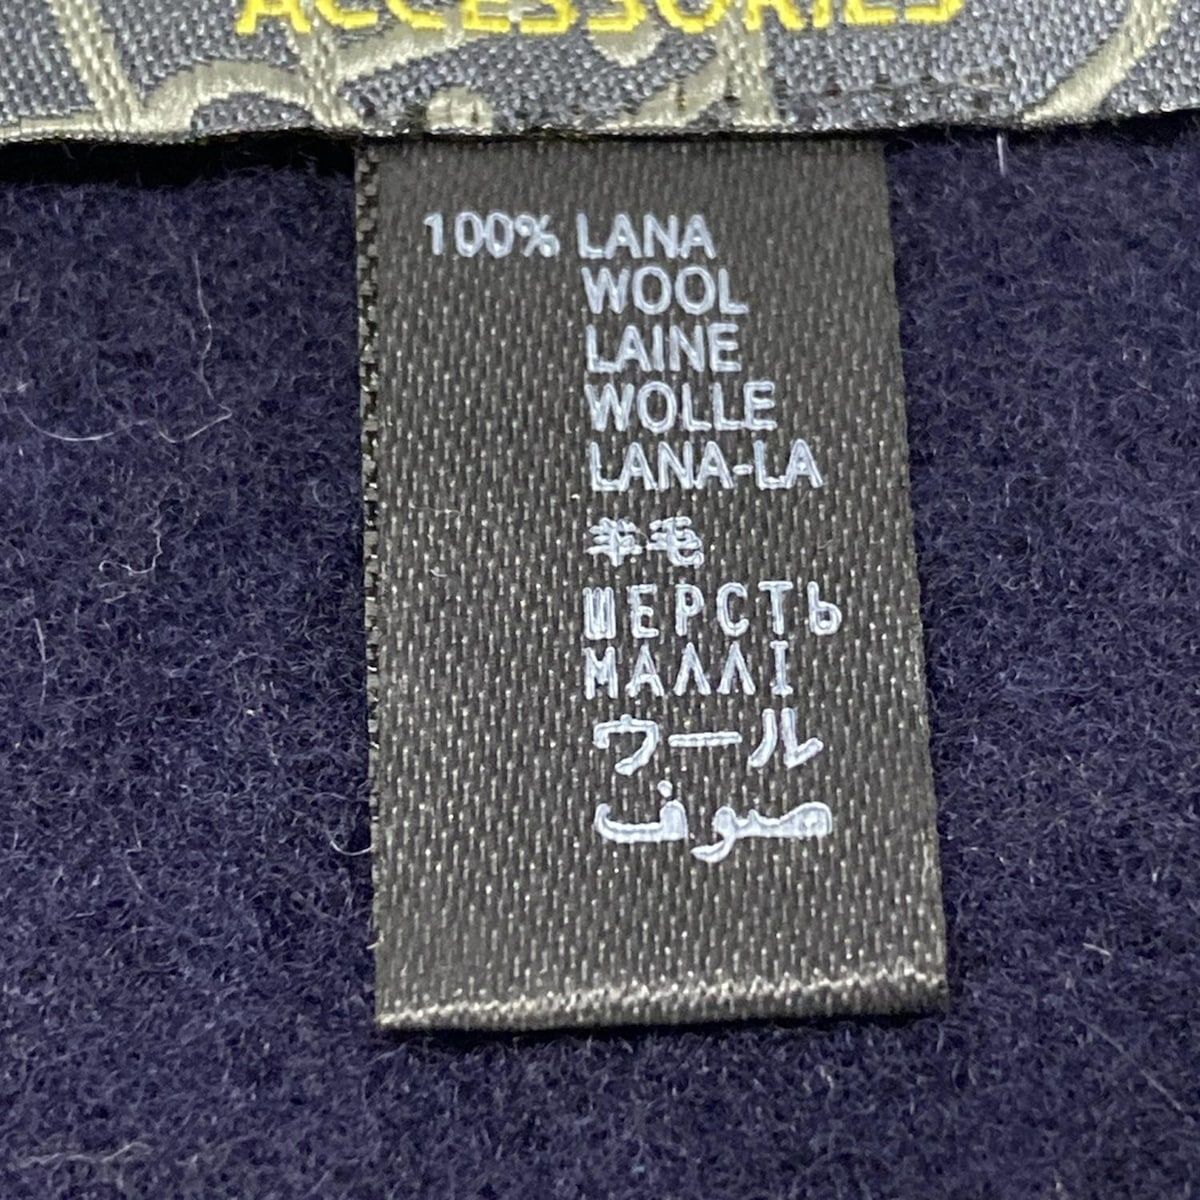 ACCESSORIES
100% LANA
WOOL
LAINE
WOLLE
LANA-LA
羊毛
ШЕРСТЬ
ΜΑΛΛΙ
ウール
صوف